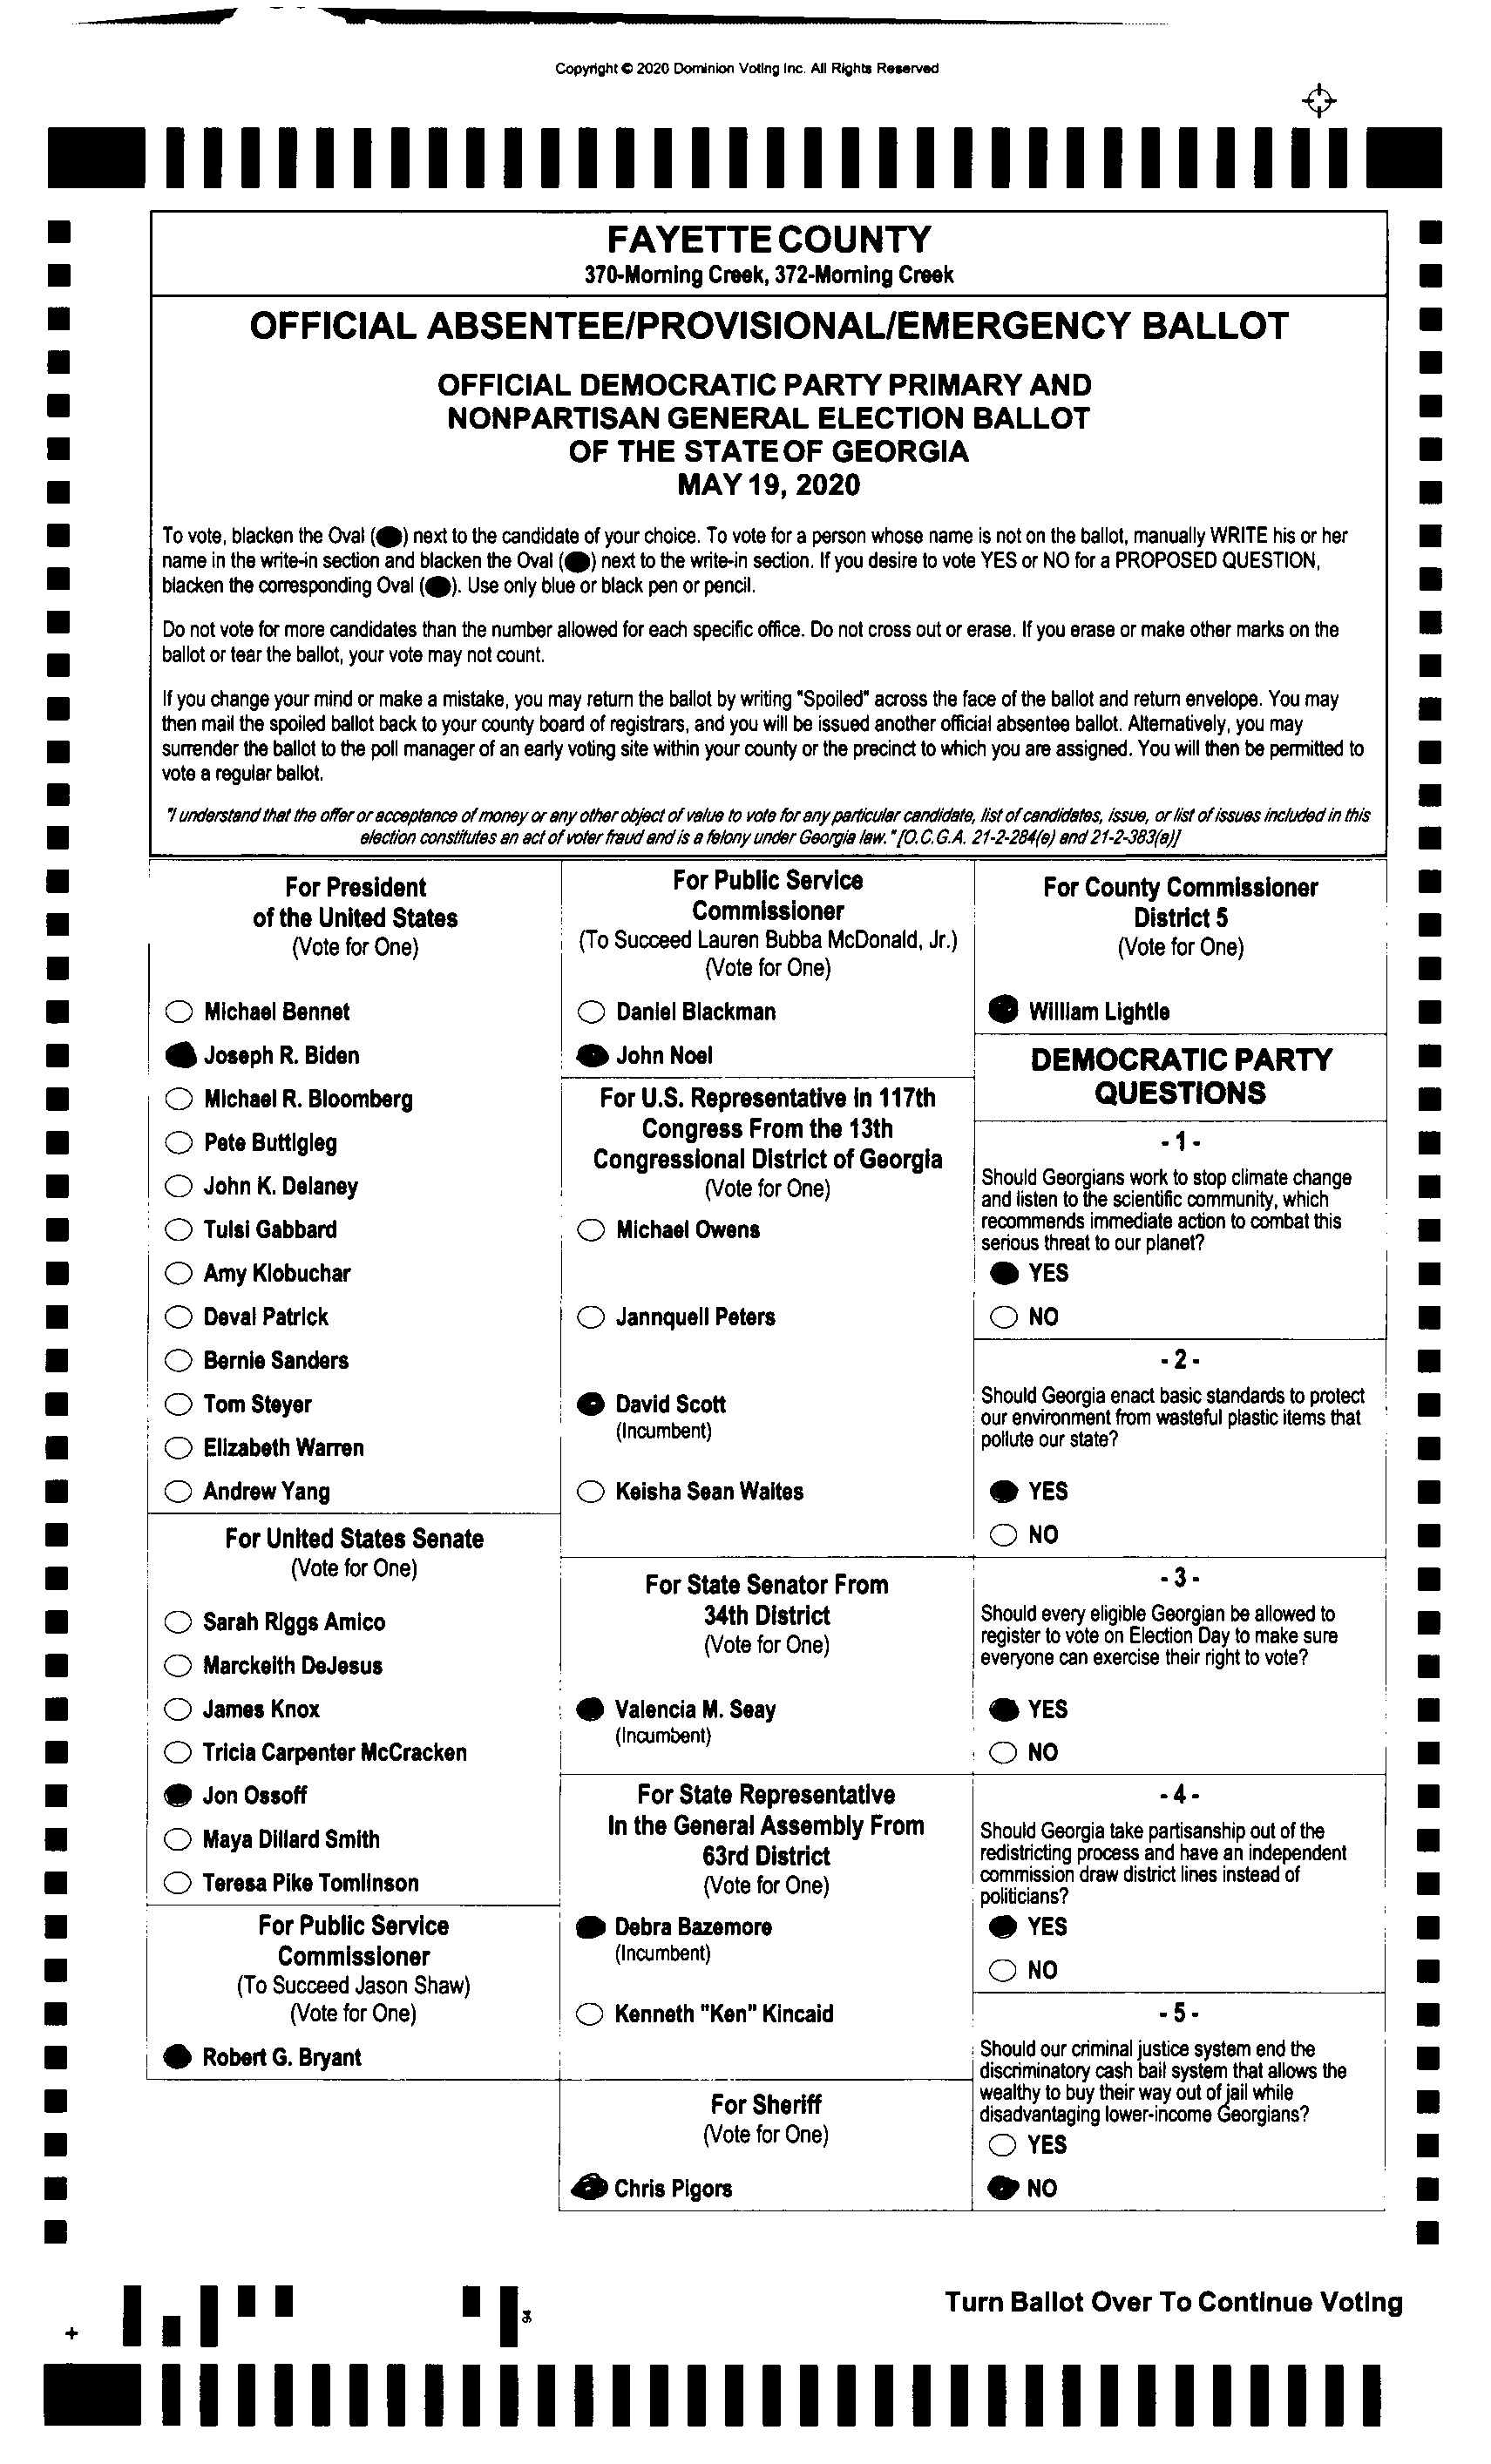 Copyright © 2020 Dominion Voting Inc. All Rights Reserved
FAYETTE COUNTY
370-Morning Creek, 372-Morning Creek
OFFICIAL ABSENTEE/PROVISIONAL/EMERGENCY BALLOT
OFFICIAL DEMOCRATIC PARTY PRIMARY AND
NONPARTISAN GENERAL ELECTION BALLOT
OF THE STATE OF GEORGIA
MAY 19, 2020
To vote, blacken the Oval (⬬) next to the candidate of your choice. To vote for a person whose name is not on the ballot, manually WRITE his or her
name in the write-in section and blacken the Oval (⬬) next to the write-in section. If you desire to vote YES or NO for a PROPOSED QUESTION,
blacken the corresponding Oval (⬬). Use only blue or black pen or pencil.
Do not vote for more candidates than the number allowed for each specific office. Do not cross out or erase. If you erase or make other marks on the
ballot or tear the ballot, your vote may not count.
If you change your mind or make a mistake, you may return the ballot by writing "Spoiled" across the face of the ballot and return envelope. You may
then mail the spoiled ballot back to your county board of registrars, and you will be issued another official absentee ballot. Alternatively, you may
surrender the ballot to the poll manager of an early voting site within your county or the precinct to which you are assigned. You will then be permitted to
vote a regular ballot.
"I understand that the offer or acceptance of money or any other object of value to vote for any particular candidate, list of candidates, issue, or list of issues included in this
election constitutes an act of voter fraud and is a felony under Georgia law." [O.C.G.A. 21-2-284(e) and 21-2-383(a)]
For President
of the United States
(Vote for One)
Michael Bennet
Joseph R. Biden
Michael R. Bloomberg
Pete Buttigieg
John K. Delaney
Tulsi Gabbard
Amy Klobuchar
Deval Patrick
Bernie Sanders
Tom Steyer
Elizabeth Warren
Andrew Yang
For United States Senate
(Vote for One)
Sarah Riggs Amico
Marckeith DeJesus
James Knox
Tricia Carpenter McCracken
Jon Ossoff
Maya Dillard Smith
Teresa Pike Tomlinson
For Public Service
Commissioner
(To Succeed Jason Shaw)
(Vote for One)
Robert G. Bryant
For Public Service
Commissioner
(To Succeed Lauren Bubba McDonald, Jr.)
(Vote for One)
Daniel Blackman
John Noel
For U.S. Representative in 117th
Congress From the 13th
Congressional District of Georgia
(Vote for One)
Michael Owens
Jannquell Peters
David Scott
(Incumbent)
Keisha Sean Waites
For State Senator From
34th District
(Vote for One)
Valencia M. Seay
(Incumbent)
For State Representative
In the General Assembly From
63rd District
(Vote for One)
Debra Bazemore
(Incumbent)
Kenneth "Ken" Kincaid
For Sheriff
(Vote for One)
Chris Pigors
For County Commissioner
District 5
(Vote for One)
William Lightle
DEMOCRATIC PARTY
QUESTIONS
- 1 -
Should Georgians work to stop climate change
and listen to the scientific community, which
recommends immediate action to combat this
serious threat to our planet?
YES
NO
- 2 -
Should Georgia enact basic standards to protect
our environment from wasteful plastic items that
pollute our state?
YES
NO
- 3 -
Should every eligible Georgian be allowed to
register to vote on Election Day to make sure
everyone can exercise their right to vote?
YES
NO
- 4 -
Should Georgia take partisanship out of the
redistricting process and have an independent
commission draw district lines instead of
politicians?
YES
NO
- 5 -
Should our criminal justice system end the
discriminatory cash bail system that allows the
wealthy to buy their way out of jail while
disadvantaging lower-income Georgians?
YES
NO
94
Turn Ballot Over To Continue Voting